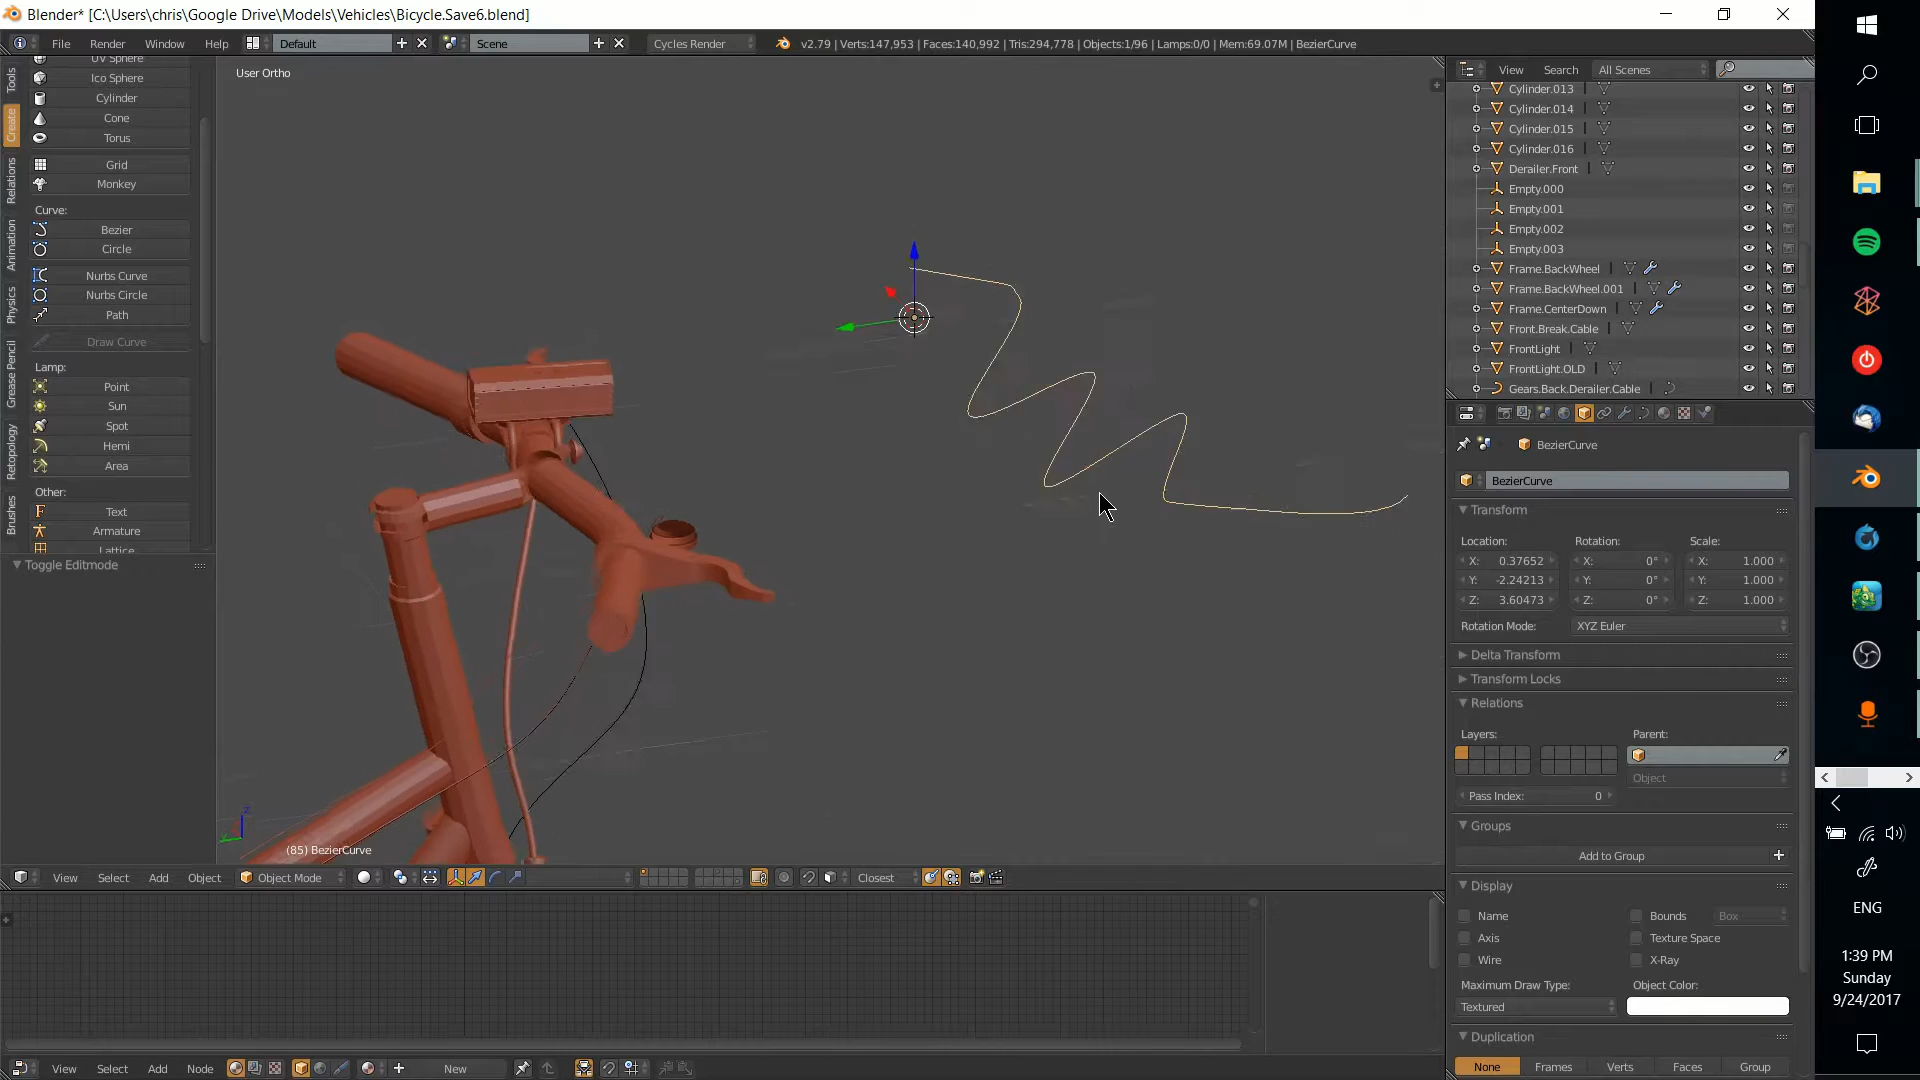 Blender* [C:\Users\chris\Google Drive\Models\Vehicles\Bicycle.Save6.blend]
File Render Window Help Default Scene Cycles Render v2.79 | Verts:147,953 | Faces:140,992 | Tris:294,778 | Objects:1/96 | Lamps:0/0 | Mem:69.07M | BezierCurve
Tools
Create
Relations
Animation
Physics
Grease Pencil
Retopology
Brushes
UV Sphere
Ico Sphere
Cylinder
Cone
Torus
Grid
Monkey
Curve:
Bezier
Circle
Nurbs Curve
Nurbs Circle
Path
Draw Curve
Lamp:
Point
Sun
Spot
Hemi
Area
Other:
Text
Armature
Lattice
Toggle Editmode
User Ortho
(85) BezierCurve
View Select Add Object Object Mode Closest
View Select Add Node New
View Search All Scenes
Cylinder.013
Cylinder.014
Cylinder.015
Cylinder.016
Derailer.Front
Empty.000
Empty.001
Empty.002
Empty.003
Frame.BackWheel
Frame.BackWheel.001
Frame.CenterDown
Front.Break.Cable
FrontLight
FrontLight.OLD
Gears.Back.Derailer.Cable
BezierCurve
BezierCurve
Transform
Location: Rotation: Scale:
X: 0.37652 X: 0° X: 1.000
Y: -2.24213 Y: 0° Y: 1.000
Z: 3.60473 Z: 0° Z: 1.000
Rotation Mode: XYZ Euler
Delta Transform
Transform Locks
Relations
Layers: Parent:
Object
Pass Index: 0
Groups
Add to Group
Display
Name Bounds Box
Axis Texture Space
Wire X-Ray
Maximum Draw Type: Object Color:
Textured
Duplication
None Frames Verts Faces Group
ENG
1:39 PM
Sunday
9/24/2017